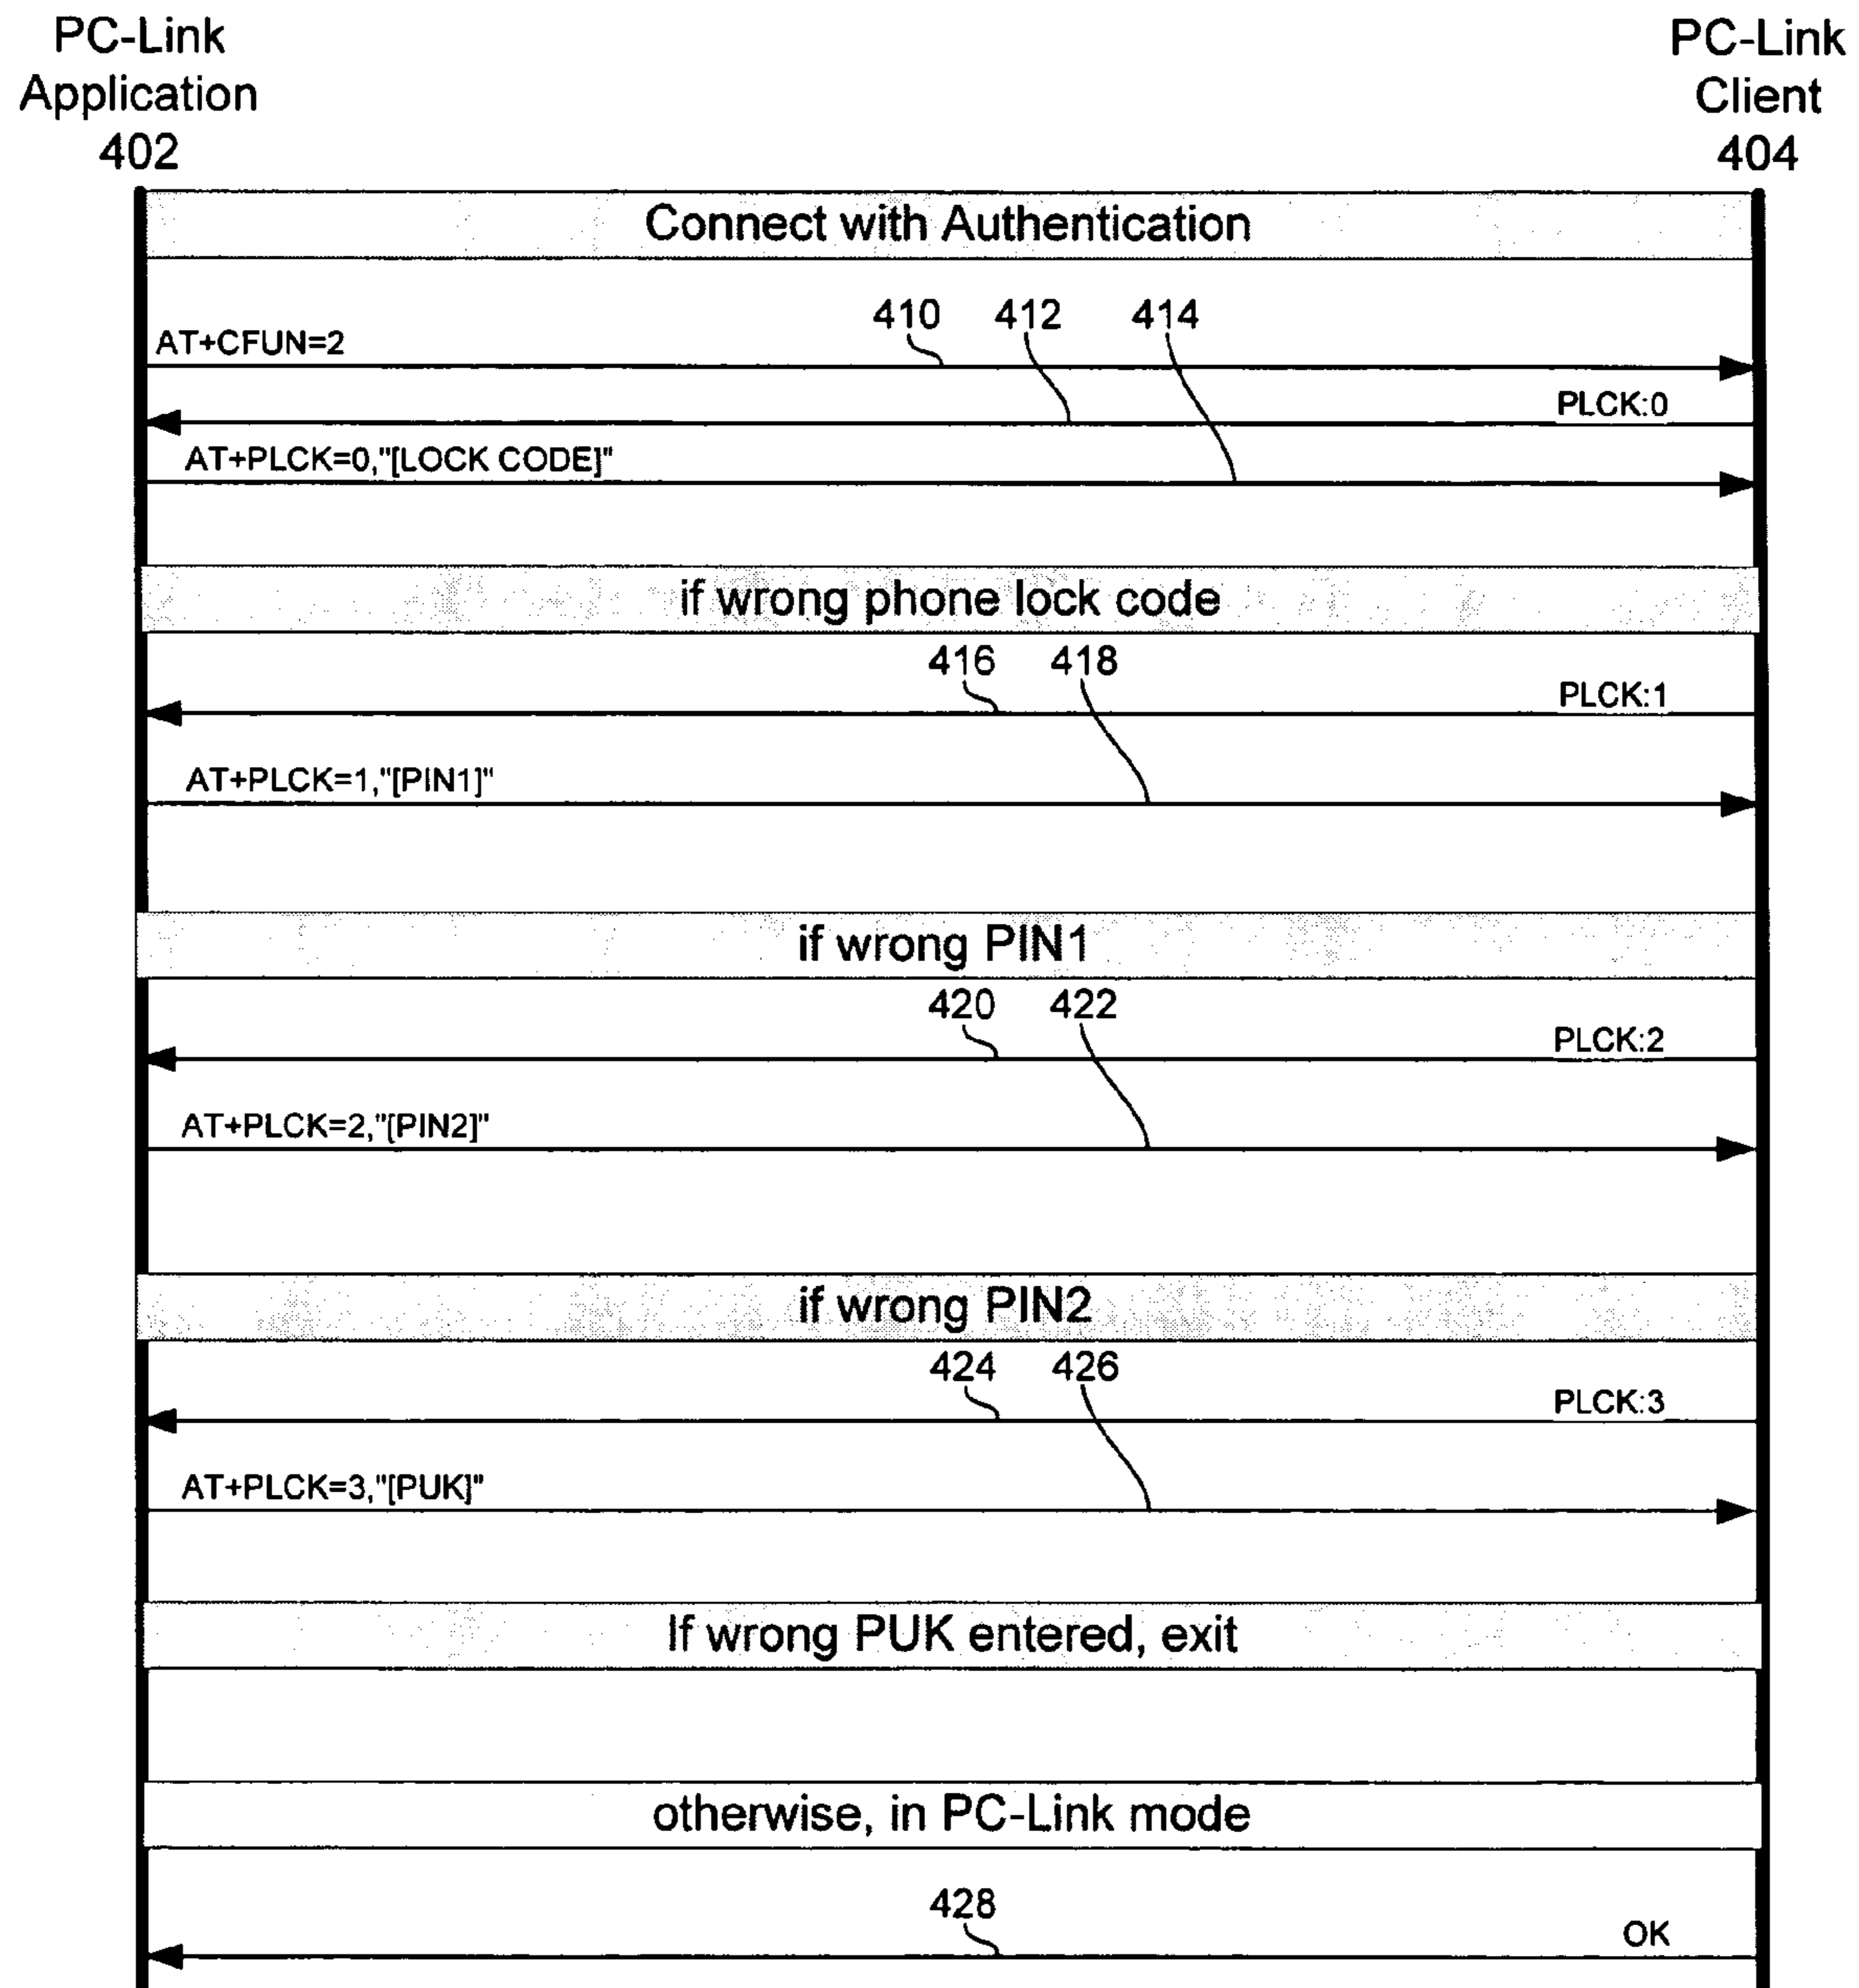 PC-Link
Application
402
PC-Link
Client
404
Connect with Authentication
410 412 414
AT+CFUN=2
PLCK:0
AT+PLCK=0,"[LOCK CODE]"
if wrong phone lock code
416 418
PLCK:1
AT+PLCK=1,"[PIN1]"
if wrong PIN1
420 422
PLCK:2
AT+PLCK=2,"[PIN2]"
if wrong PIN2
424 426
PLCK:3
AT+PLCK=3,"[PUK]"
If wrong PUK entered, exit
otherwise, in PC-Link mode
428
OK